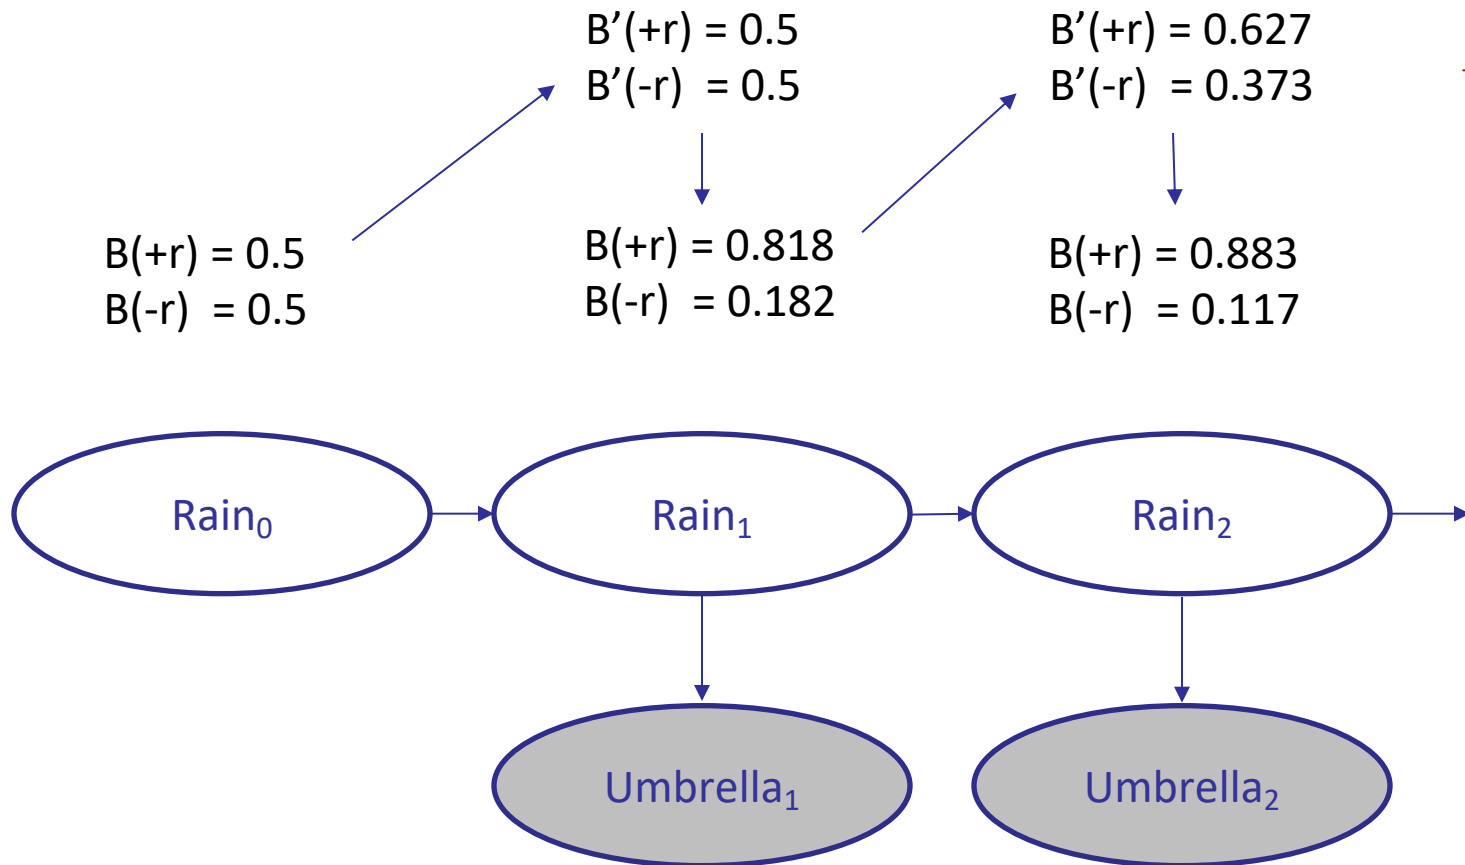 B’(+r) = 0.5
B’(-r) = 0.5
B’(+r) = 0.627
B’(-r) = 0.373
B(+r) = 0.5
B(-r) = 0.5
B(+r) = 0.818
B(-r) = 0.182
B(+r) = 0.883
B(-r) = 0.117
Rain₀
Rain₁
Rain₂
Umbrella₁
Umbrella₂